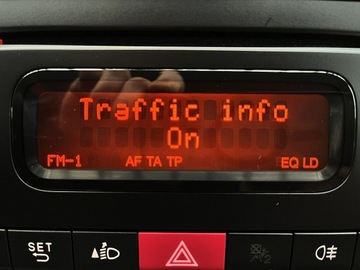 Traffic info
On
FM-1 AF TA TP EQ LD
SET